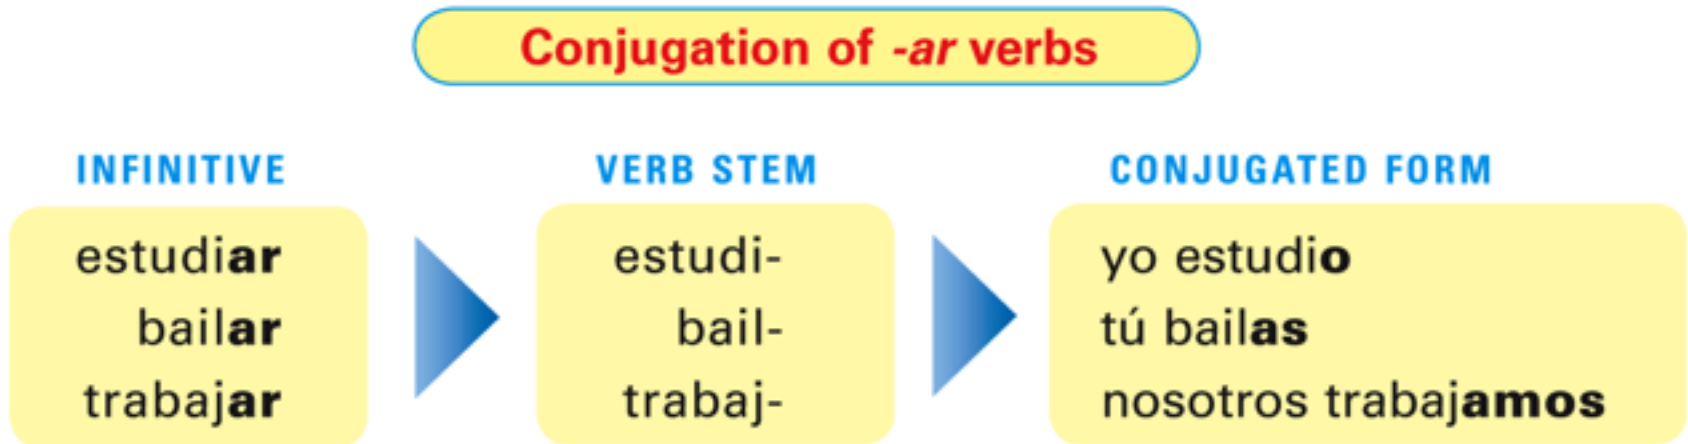 Conjugation of -ar verbs
INFINITIVE
estudiar
bailar
trabajar
VERB STEM
estudi-
bail-
trabaj-
CONJUGATED FORM
yo estudio
tú bailas
nosotros trabajamos